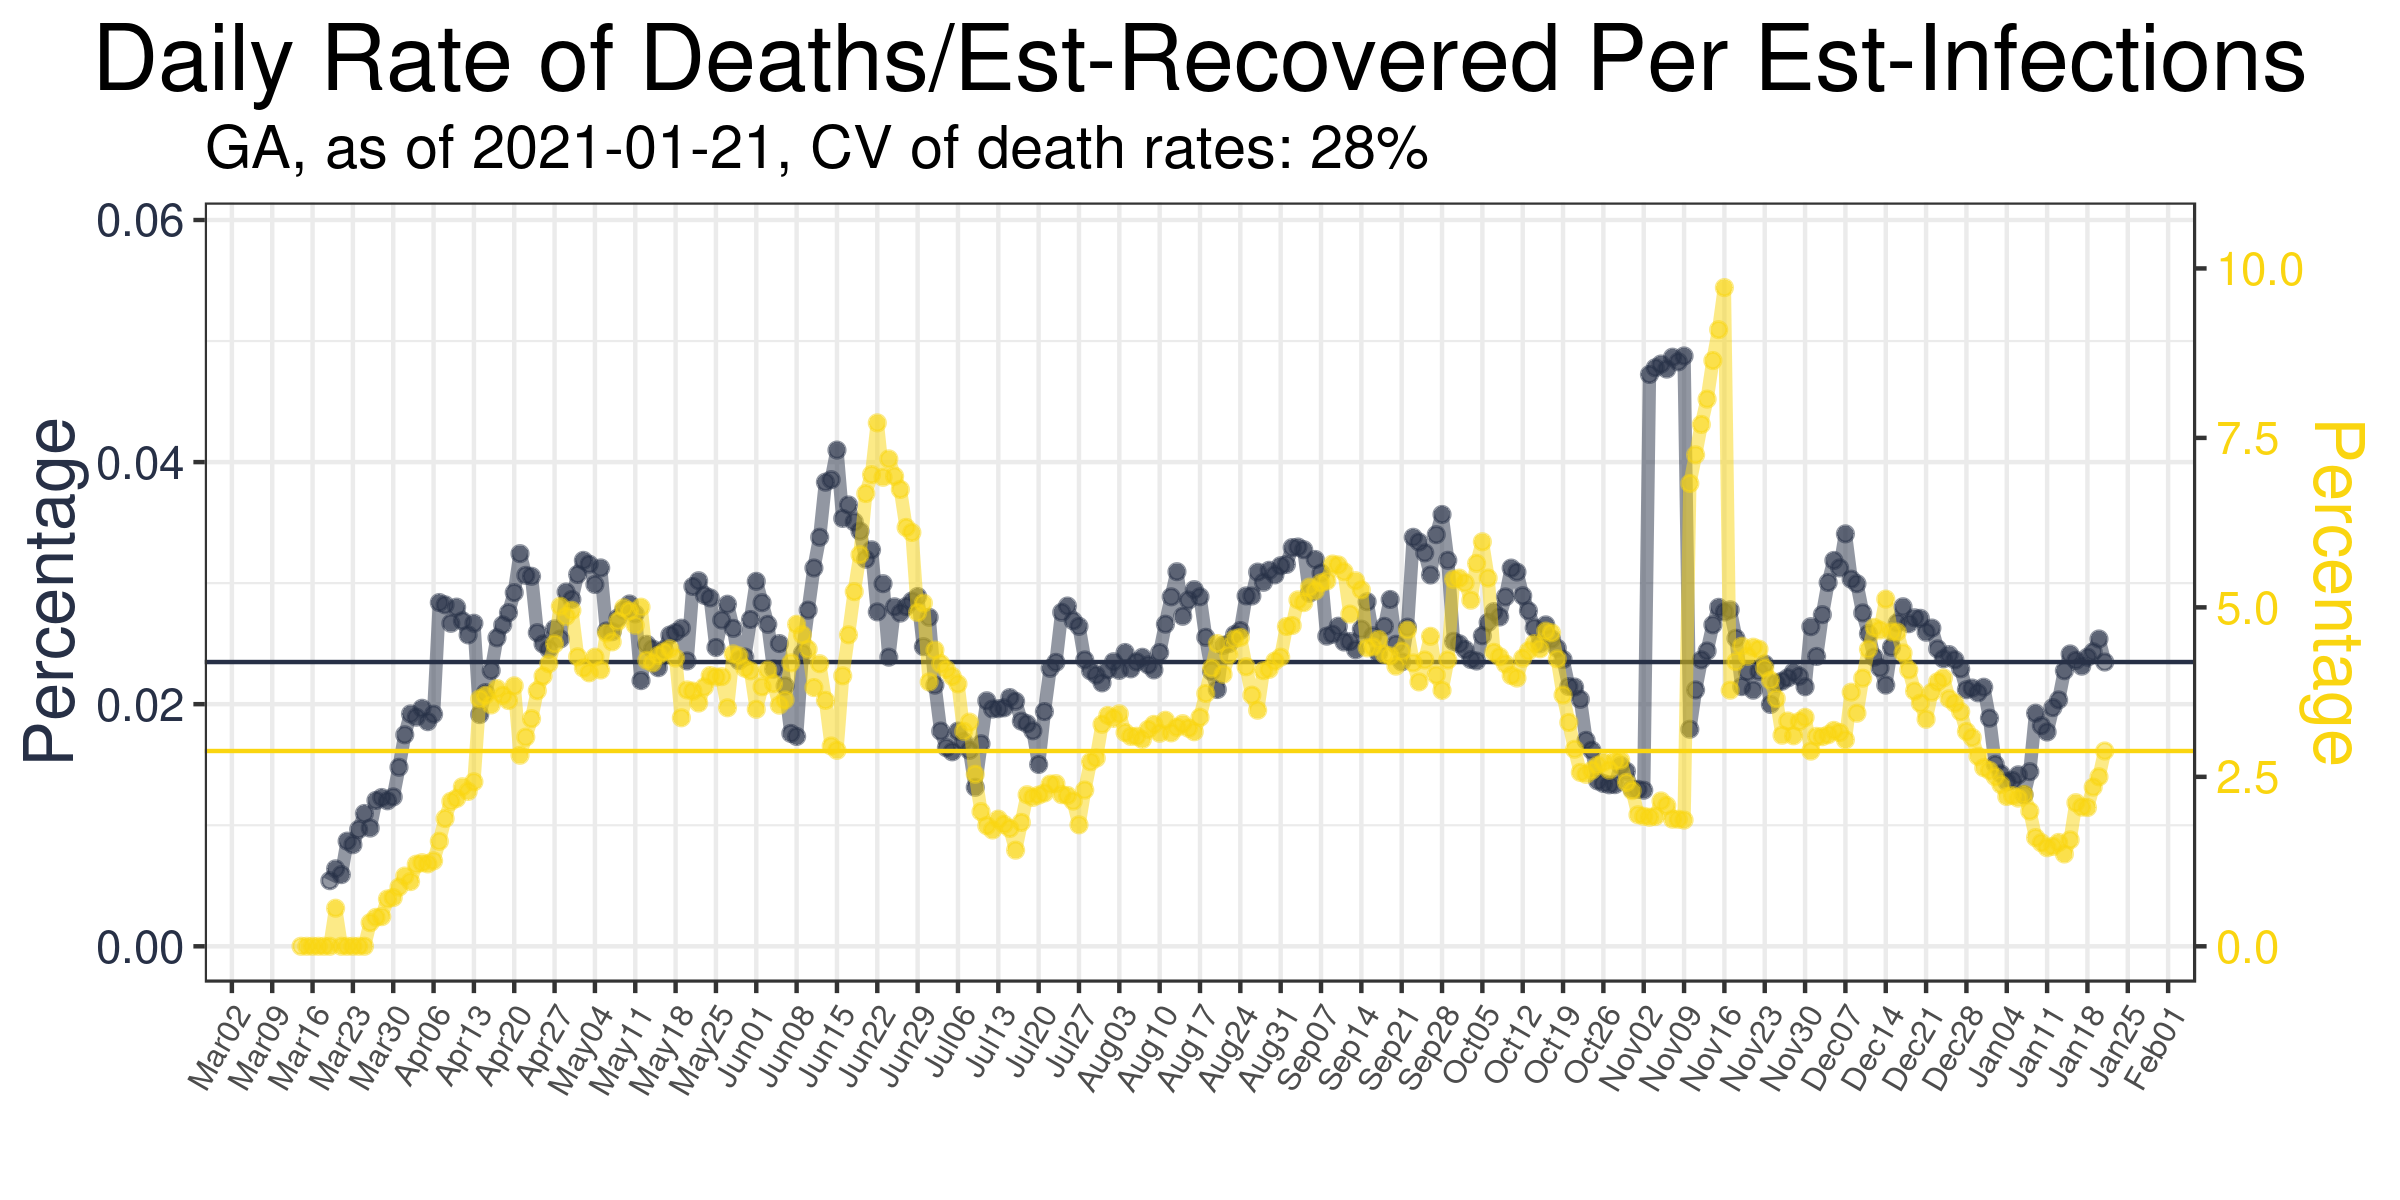 Daily Rate of Deaths/Est-Recovered Per Est-Infections
GA, as of 2021-01-21, CV of death rates: 28%
Percentage
0.06
0.04
0.02
0.00
10.0
7.5
5.0
2.5
0.0
Percentage
Mar02
Mar09
Mar16
Mar23
Mar30
Apr06
Apr13
Apr20
Apr27
May04
May11
May18
May25
Jun01
Jun08
Jun15
Jun22
Jun29
Jul06
Jul13
Jul20
Jul27
Aug03
Aug10
Aug17
Aug24
Aug31
Sep07
Sep14
Sep21
Sep28
Oct05
Oct12
Oct19
Oct26
Nov02
Nov09
Nov16
Nov23
Nov30
Dec07
Dec14
Dec21
Dec28
Jan04
Jan11
Jan18
Jan25
Feb01